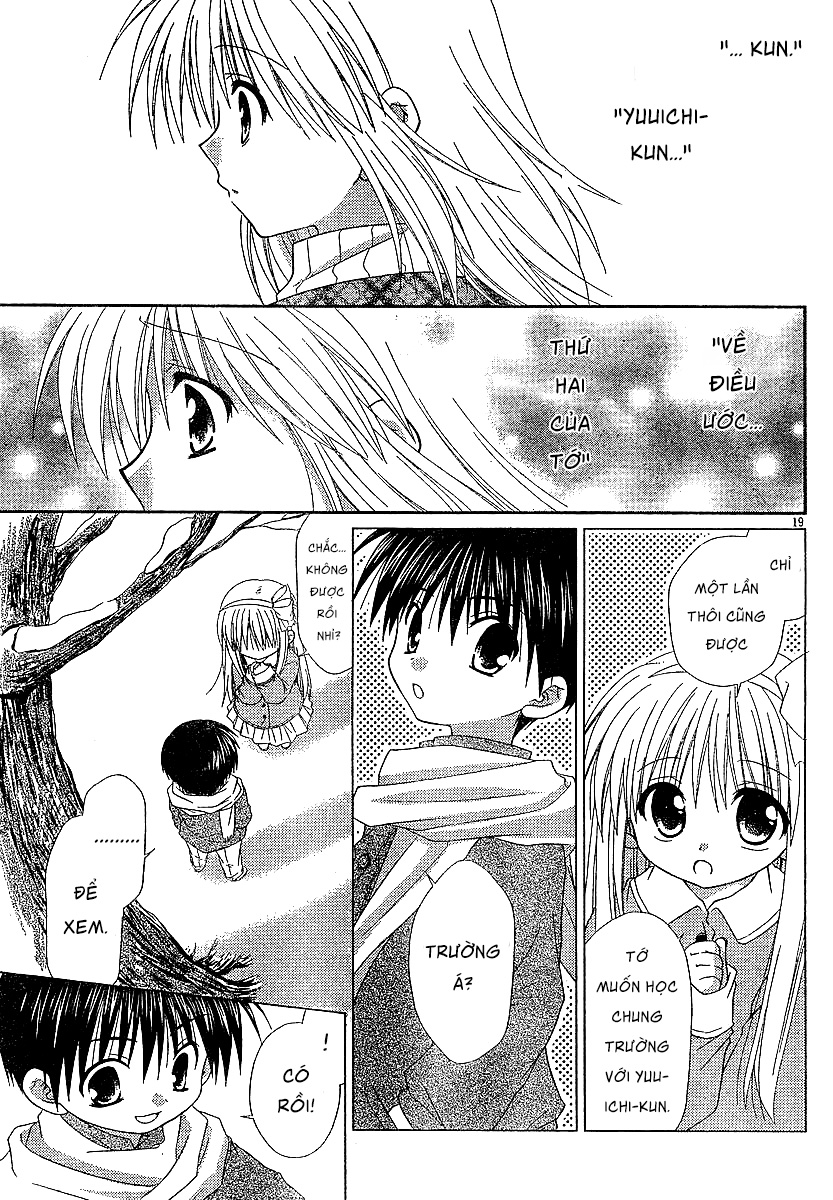 "... KUN."
"YUUICHI-
KUN..."
"VỀ
ĐIỀU
ƯỚC...
THỨ
HAI
CỦA
TỚ"
19
CHỈ
MỘT LẦN
THÔI CŨNG
ĐƯỢC
TỚ
MUỐN HỌC
CHUNG
TRƯỜNG
VỚI YUU-
ICHI-KUN.
TRƯỜNG
Á?
CHẮC...
KHÔNG
ĐƯỢC
RỒI
NHỈ?
..........
ĐỂ
XEM.
!
CÓ
RỒI!